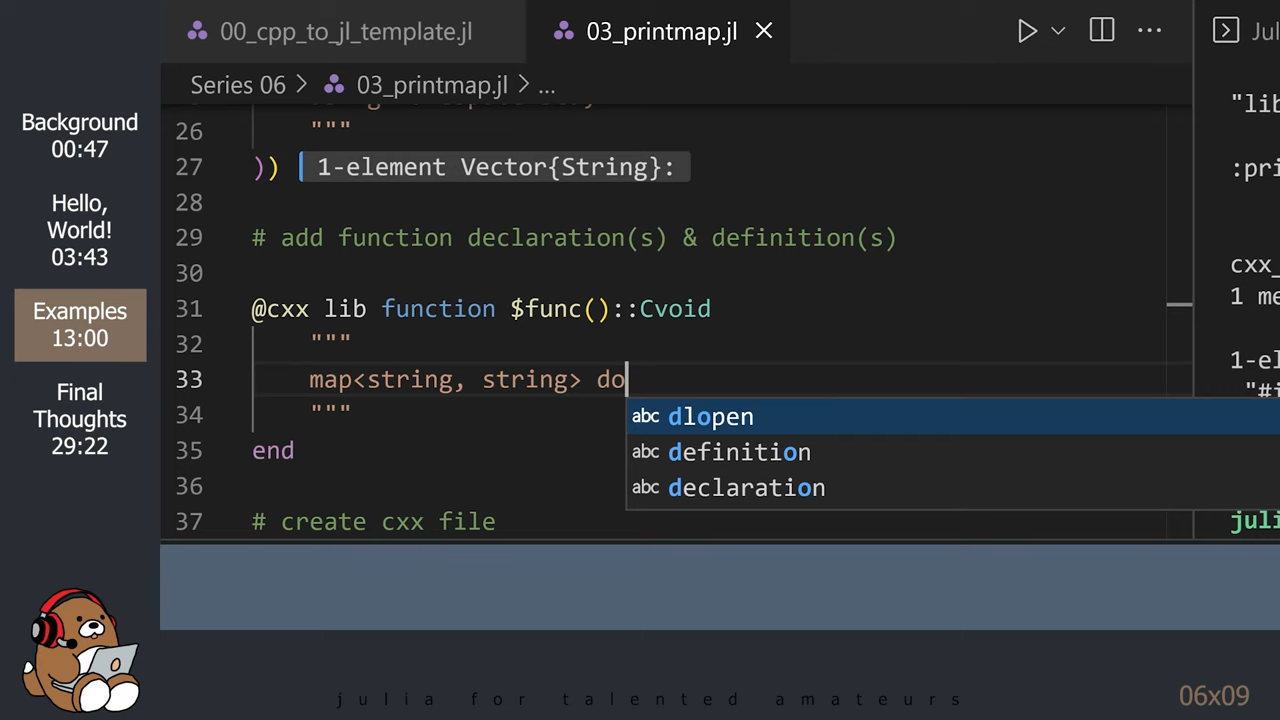 00_cpp_to_jl_template.jl
03_printmap.jl
Series 06 > 03_printmap.jl > ...
26 """
27 )) 1-element Vector{String}:
28
29 # add function declaration(s) & definition(s)
30
31 @cxx lib function $func()::Cvoid
32 """
33 map<string, string> do
34 """
35 end
36
37 # create cxx file
abc dlopen
abc definition
abc declaration
"lib
:pri
cxx_
1 me
1-el
"#i
juli
Background
00:47
Hello,
World!
03:43
Examples
13:00
Final
Thoughts
29:22
julia for talented amateurs
06x09